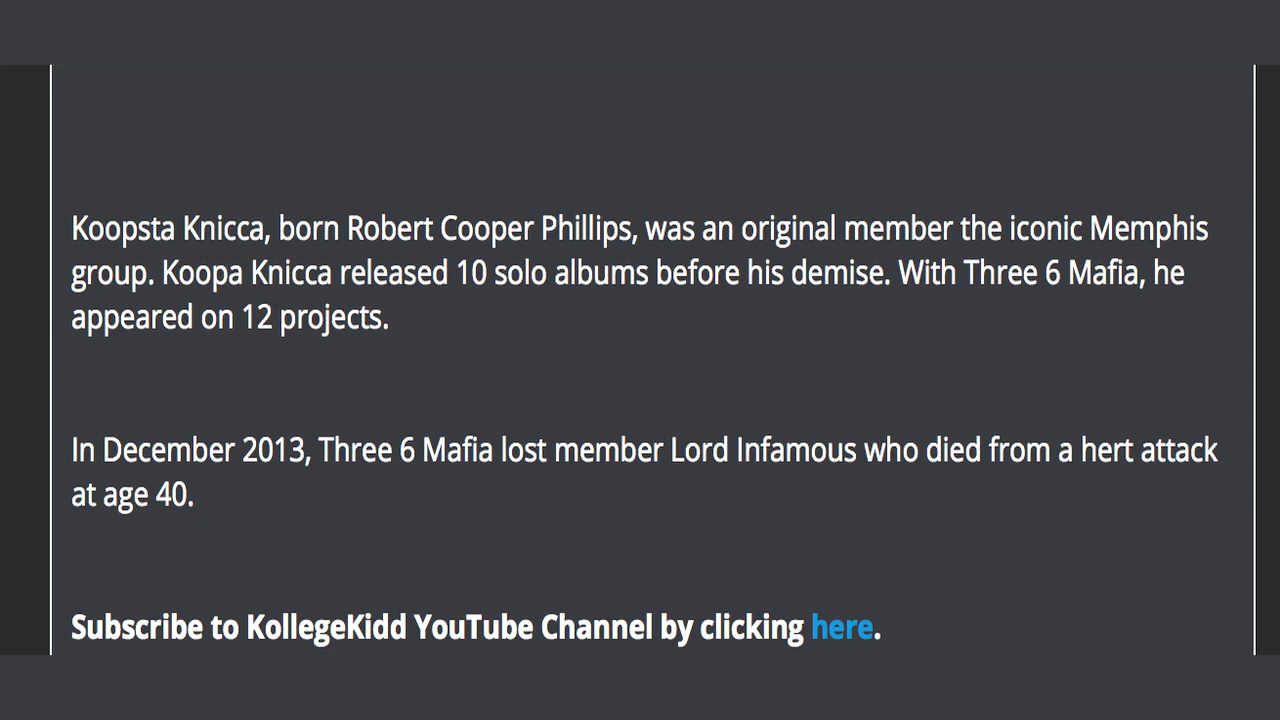 Koopsta Knicca, born Robert Cooper Phillips, was an original member the iconic Memphis
group. Koopa Knicca released 10 solo albums before his demise. With Three 6 Mafia, he
appeared on 12 projects.
In December 2013, Three 6 Mafia lost member Lord Infamous who died from a hert attack
at age 40.
Subscribe to KollegeKidd YouTube Channel by clicking here.